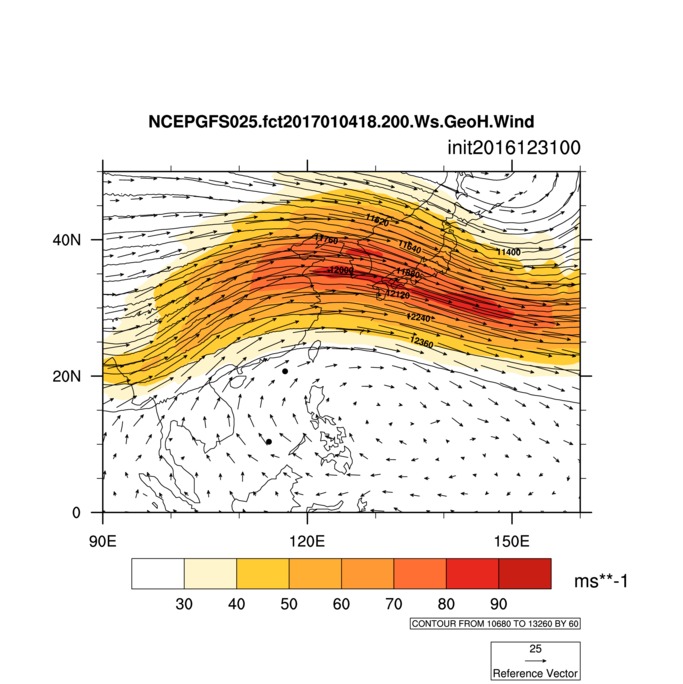 NCEPGFS025.fct2017010418.200.Ws.GeoH.Wind
init2016123100
11820
11760
11640
11400
40N
12000
11880
12120
12240
12360
20N
0
90E 120E 150E
ms**-1
30 40 50 60 70 80 90
CONTOUR FROM 10680 TO 13260 BY 60
25
Reference Vector